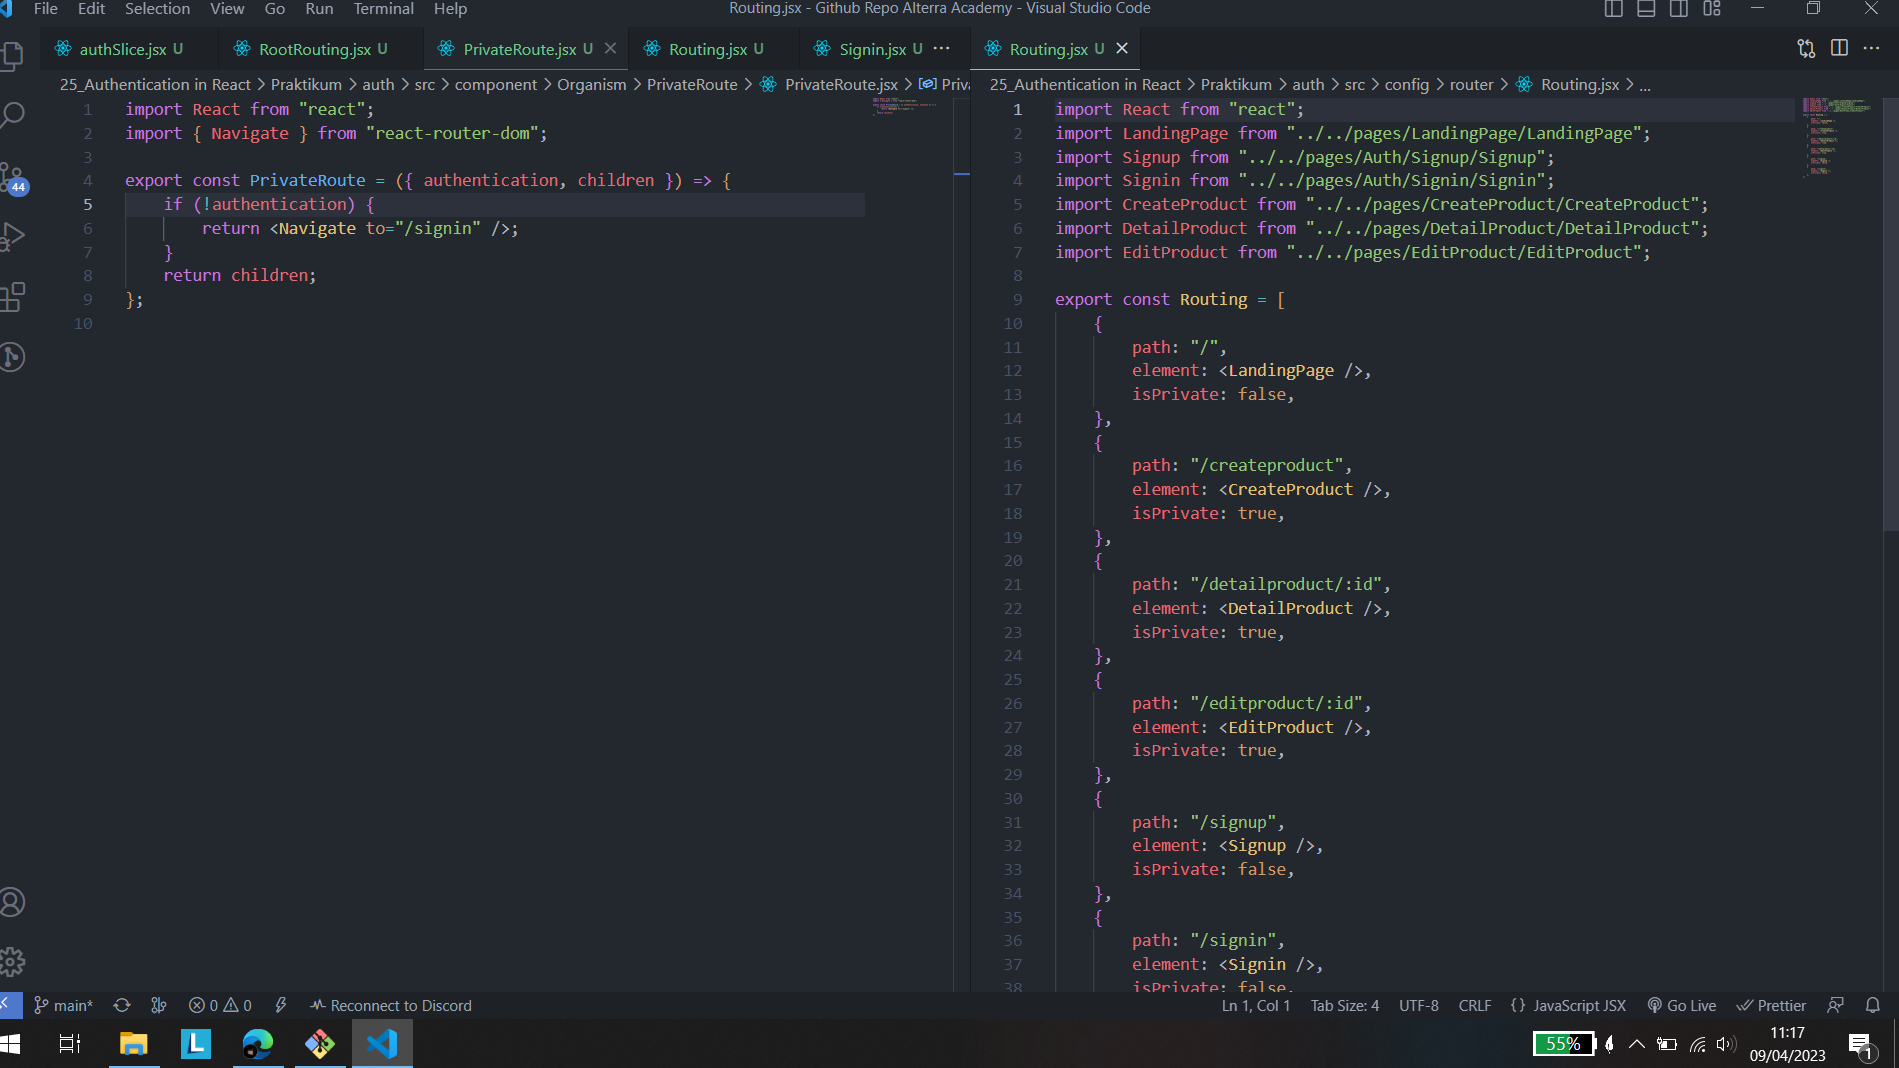 File Edit Selection View Go Run Terminal Help
Routing.jsx - Github Repo Alterra Academy - Visual Studio Code
authSlice.jsx U RootRouting.jsx U PrivateRoute.jsx U Routing.jsx U Signin.jsx U
25_Authentication in React > Praktikum > auth > src > component > Organism > PrivateRoute > PrivateRoute.jsx > Priva
1 import React from "react";
2 import { Navigate } from "react-router-dom";
3
4 export const PrivateRoute = ({ authentication, children }) => {
5 if (!authentication) {
6 return <Navigate to="/signin" />;
7 }
8 return children;
9 };
10
Routing.jsx U
25_Authentication in React > Praktikum > auth > src > config > router > Routing.jsx > ...
1 import React from "react";
2 import LandingPage from "../../pages/LandingPage/LandingPage";
3 import Signup from "../../pages/Auth/Signup/Signup";
4 import Signin from "../../pages/Auth/Signin/Signin";
5 import CreateProduct from "../../pages/CreateProduct/CreateProduct";
6 import DetailProduct from "../../pages/DetailProduct/DetailProduct";
7 import EditProduct from "../../pages/EditProduct/EditProduct";
8
9 export const Routing = [
10 {
11 path: "/",
12 element: <LandingPage />,
13 isPrivate: false,
14 },
15 {
16 path: "/createproduct",
17 element: <CreateProduct />,
18 isPrivate: true,
19 },
20 {
21 path: "/detailproduct/:id",
22 element: <DetailProduct />,
23 isPrivate: true,
24 },
25 {
26 path: "/editproduct/:id",
27 element: <EditProduct />,
28 isPrivate: true,
29 },
30 {
31 path: "/signup",
32 element: <Signup />,
33 isPrivate: false,
34 },
35 {
36 path: "/signin",
37 element: <Signin />,
38 isPrivate: false,
44
main* 0 0 Reconnect to Discord
Ln 1, Col 1 Tab Size: 4 UTF-8 CRLF {} JavaScript JSX Go Live Prettier
L
55%
11:17
09/04/2023
1